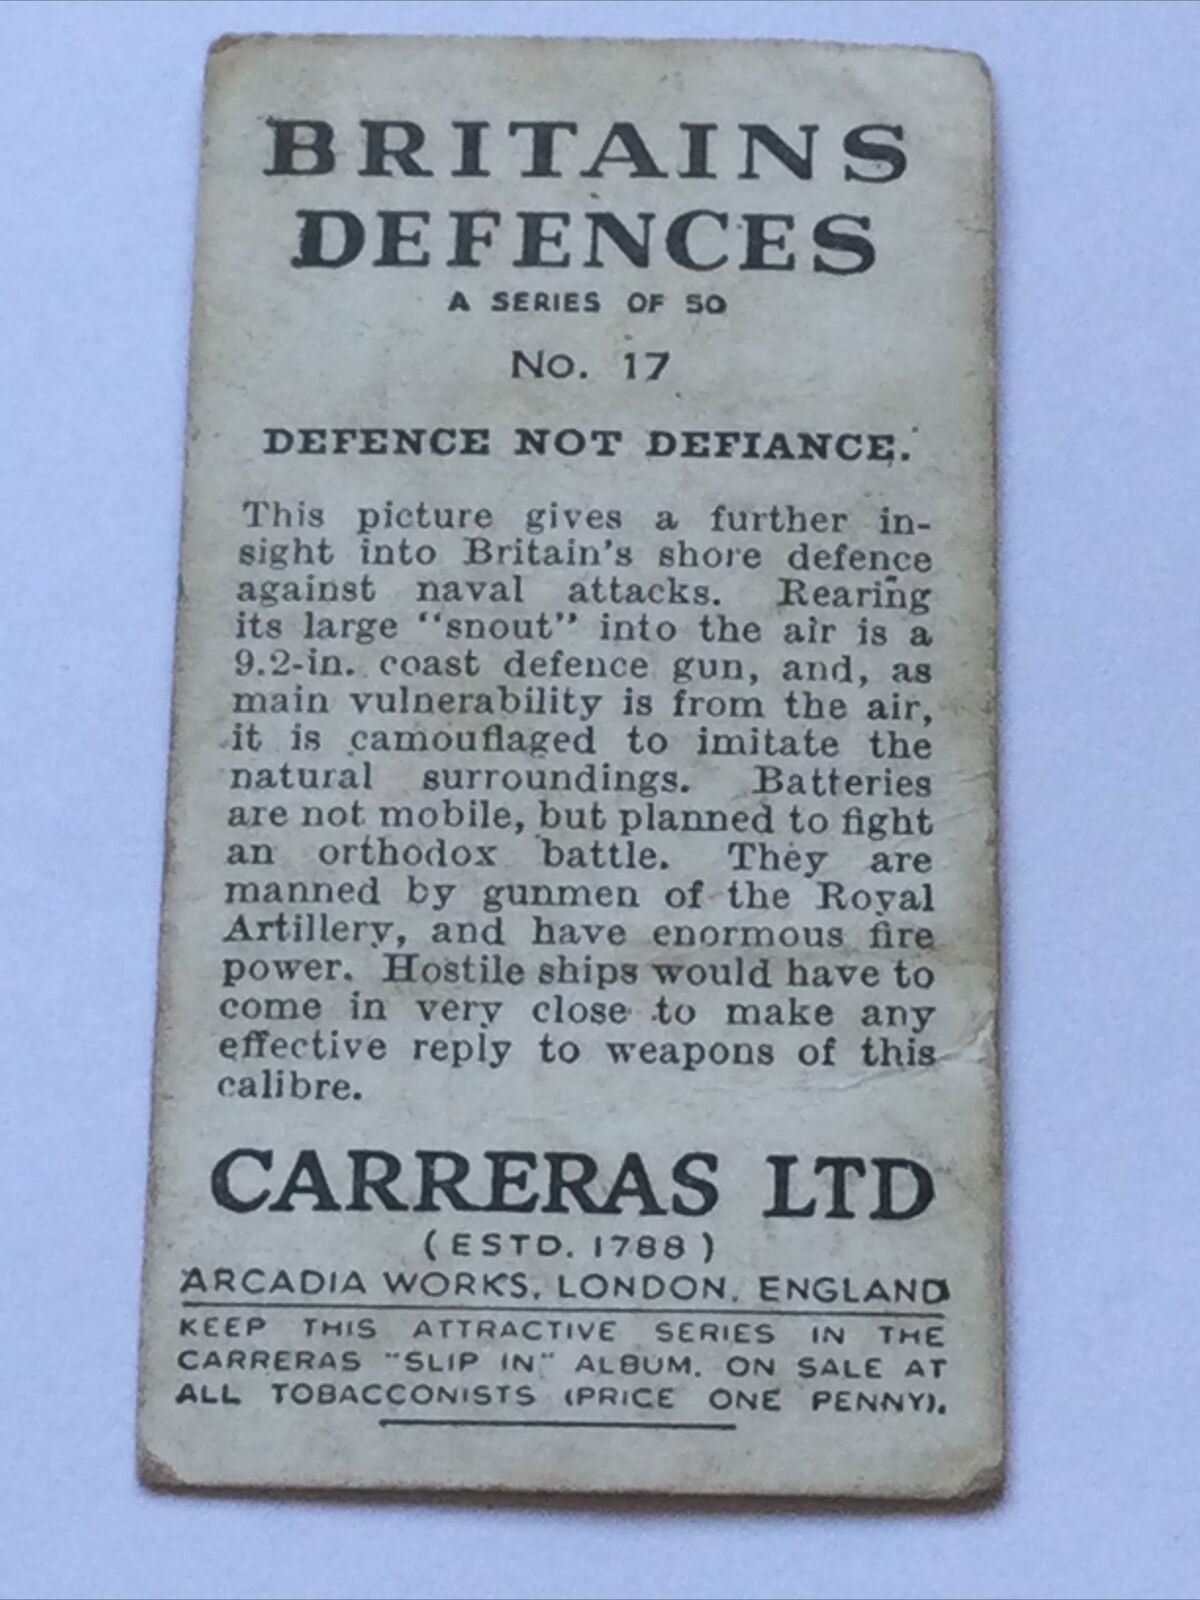 BRITAINS
DEFENCES
A SERIES OF 50
No. 17
DEFENCE NOT DEFIANCE.
This picture gives a further in-
sight into Britain's shore defence
against naval attacks. Rearing
its large "snout" into the air is a
9.2-in. coast defence gun, and, as
main vulnerability is from the air,
it is camouflaged to imitate the
natural surroundings. Batteries
are not mobile, but planned to fight
an orthodox battle. They are
manned by gunmen of the Royal
Artillery, and have enormous fire
power. Hostile ships would have to
come in very close to make any
effective reply to weapons of this
calibre.
CARRERAS LTD
(ESTD. 1788)
ARCADIA WORKS, LONDON, ENGLAND
KEEP THIS ATTRACTIVE SERIES IN THE
CARRERAS "SLIP IN" ALBUM. ON SALE AT
ALL TOBACCONISTS (PRICE ONE PENNY).